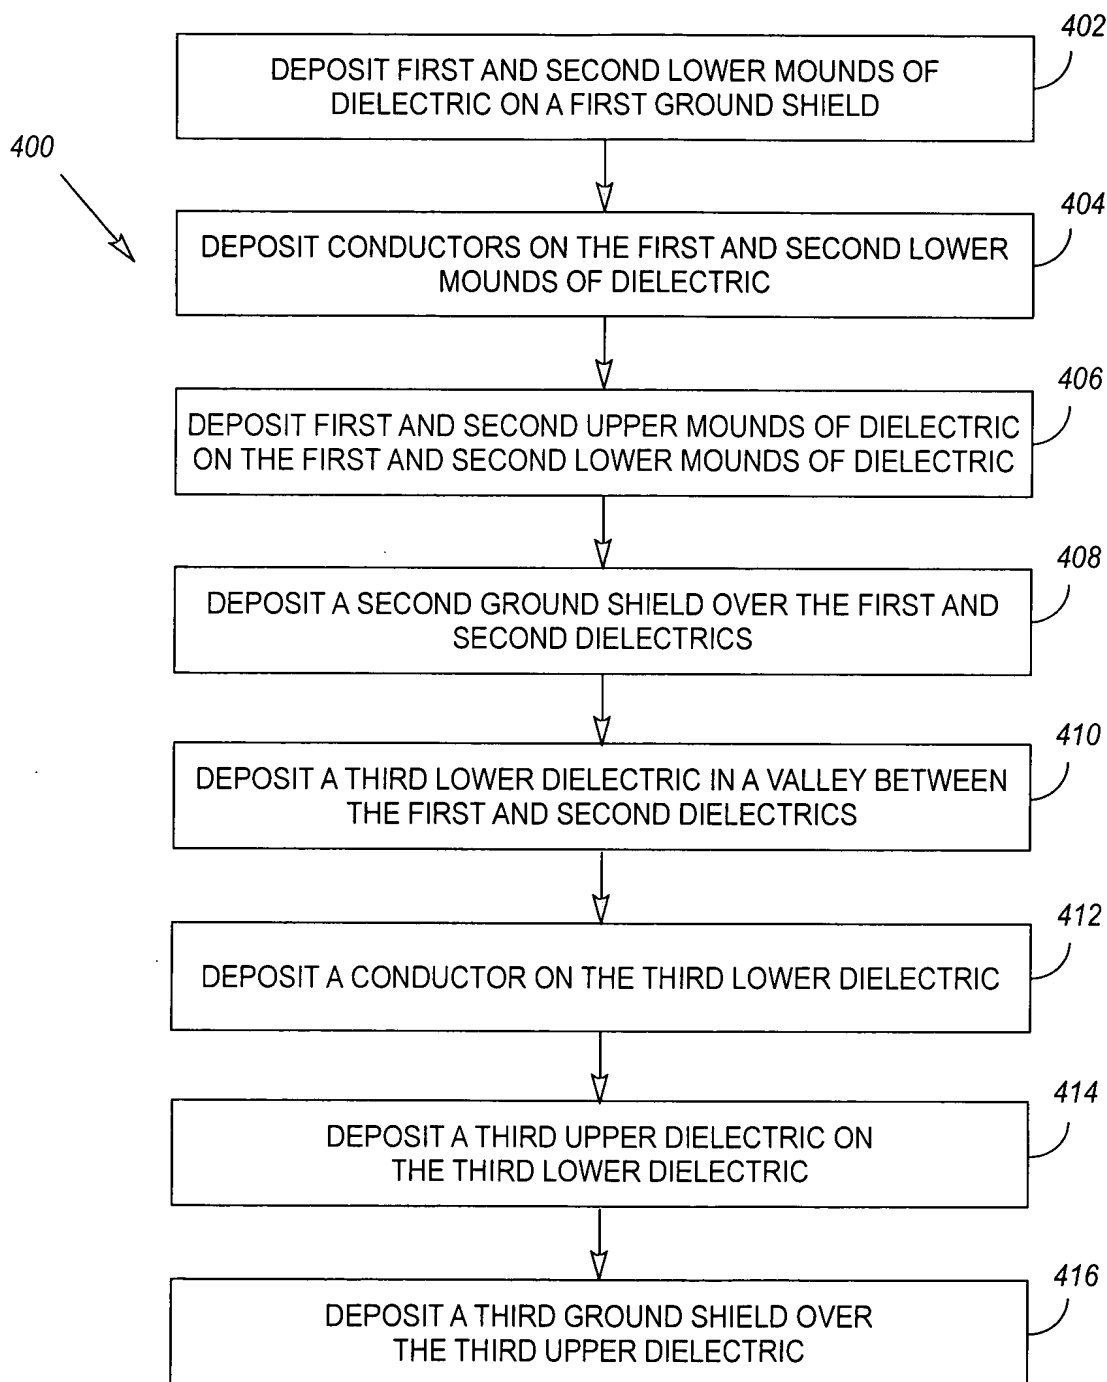 402
DEPOSIT FIRST AND SECOND LOWER MOUNDS OF
DIELECTRIC ON A FIRST GROUND SHIELD
400
404
DEPOSIT CONDUCTORS ON THE FIRST AND SECOND LOWER
MOUNDS OF DIELECTRIC
406
DEPOSIT FIRST AND SECOND UPPER MOUNDS OF DIELECTRIC
ON THE FIRST AND SECOND LOWER MOUNDS OF DIELECTRIC
408
DEPOSIT A SECOND GROUND SHIELD OVER THE FIRST AND
SECOND DIELECTRICS
410
DEPOSIT A THIRD LOWER DIELECTRIC IN A VALLEY BETWEEN
THE FIRST AND SECOND DIELECTRICS
412
DEPOSIT A CONDUCTOR ON THE THIRD LOWER DIELECTRIC
414
DEPOSIT A THIRD UPPER DIELECTRIC ON
THE THIRD LOWER DIELECTRIC
416
DEPOSIT A THIRD GROUND SHIELD OVER
THE THIRD UPPER DIELECTRIC